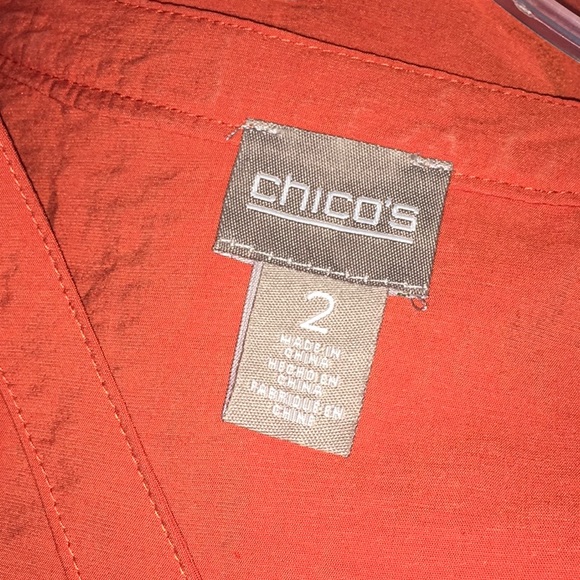 chico's
2
MADE IN
CHINA
HECHO EN
CHINA
FABRIQUE EN
CHINE